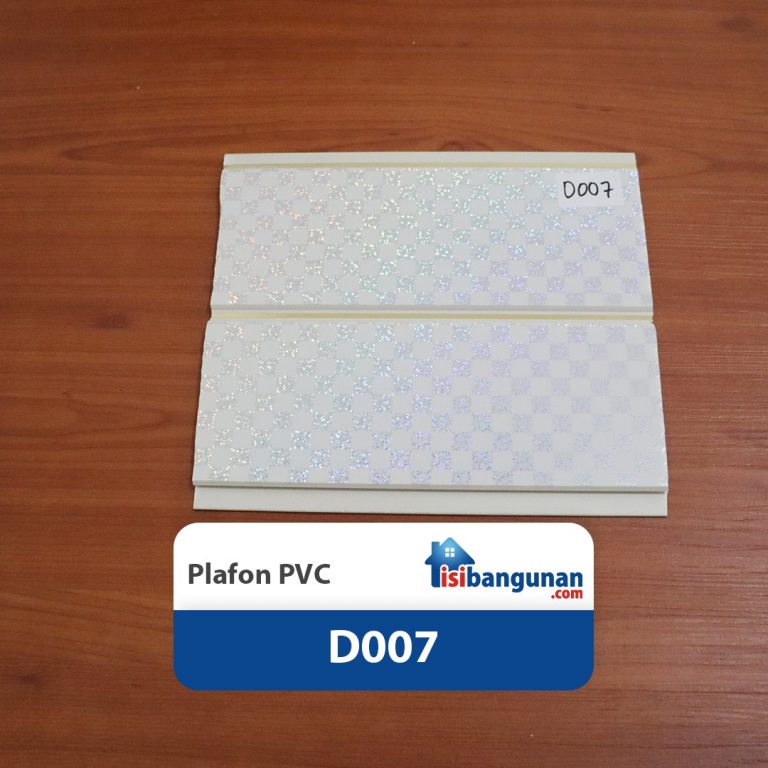 D007
Plafon PVC
isibangunan
.com
D007